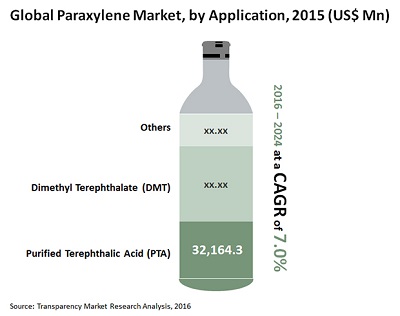 Global Paraxylene Market, by Application, 2015 (US$ Mn)
Others
xx.xx
Dimethyl Terephthalate (DMT)
xx.xx
Purified Terephthalic Acid (PTA)
32,164.3
2016 – 2024 at a CAGR of 7.0%
Source: Transparency Market Research Analysis, 2016